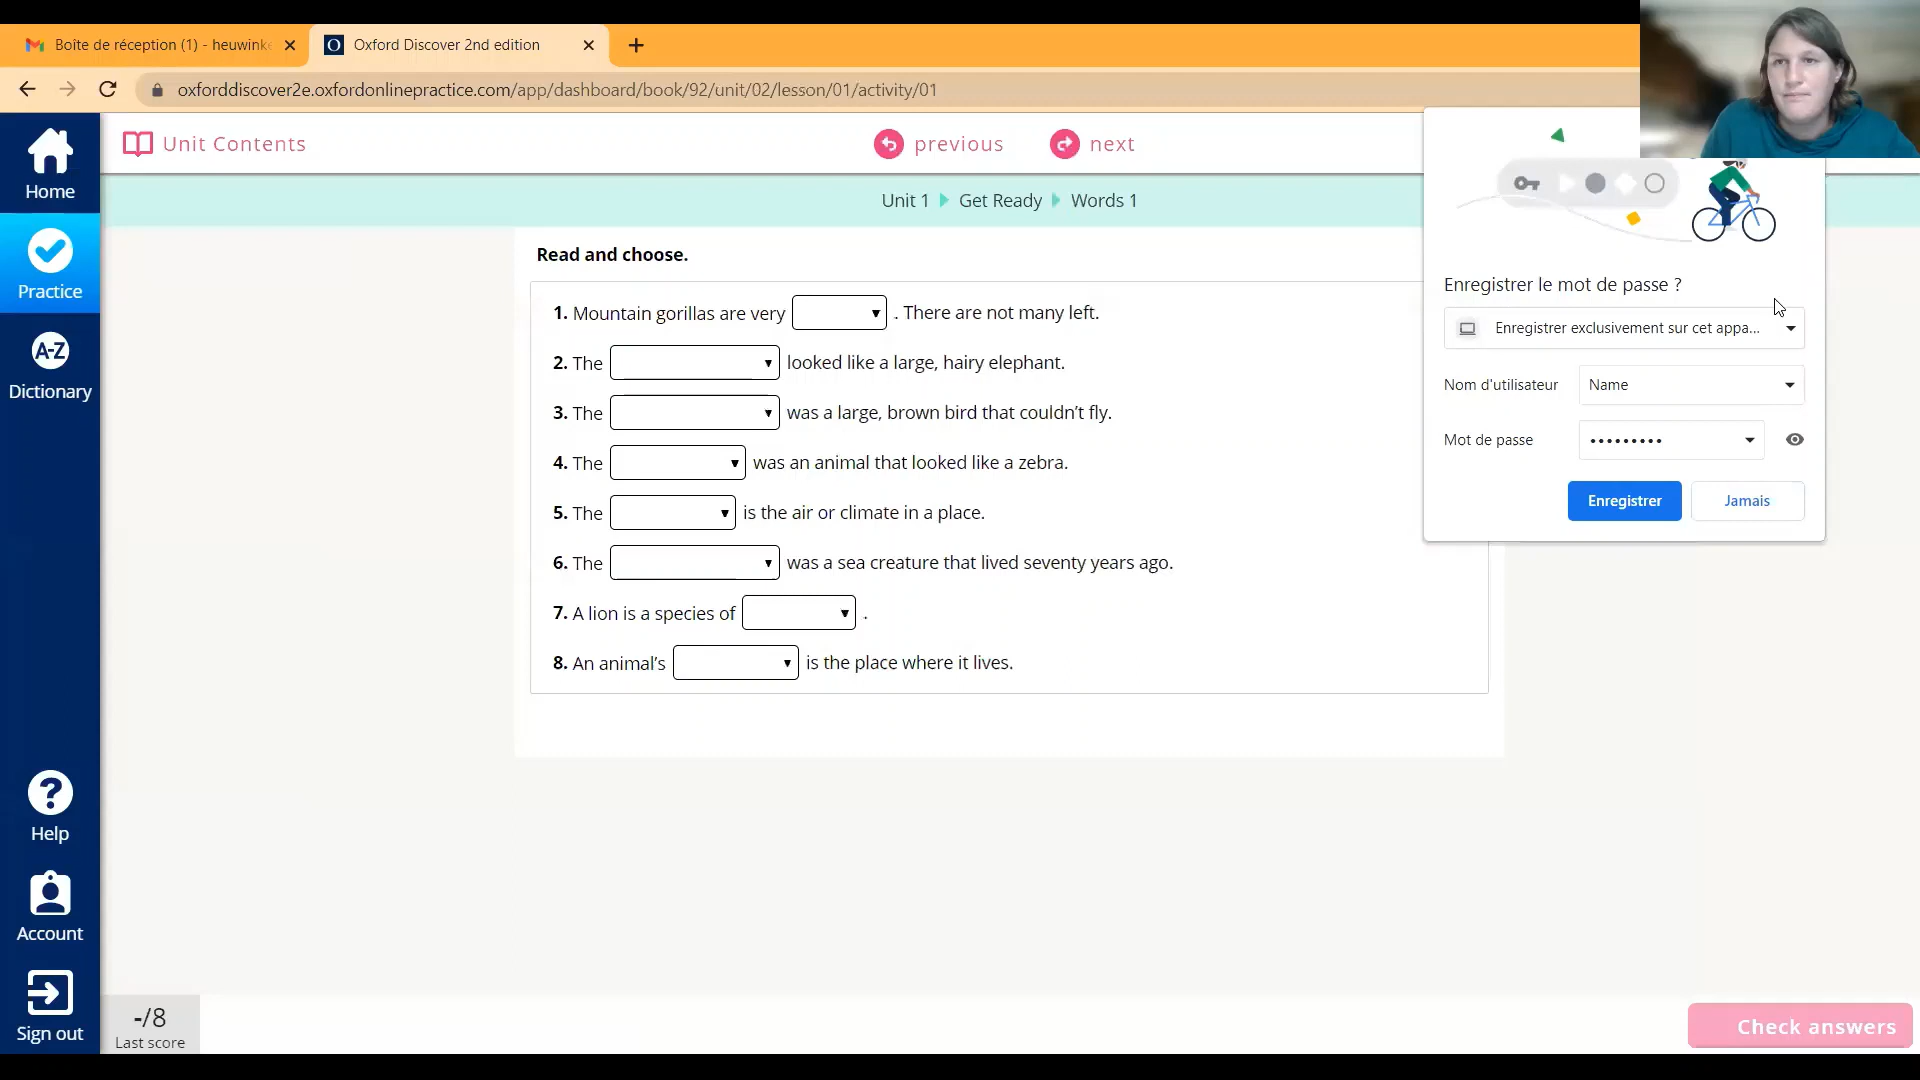 Boîte de réception (1) - heuwink
Oxford Discover 2nd edition
oxforddiscover2e.oxfordonlinepractice.com/app/dashboard/book/92/unit/02/lesson/01/activity/01
Home
Practice
A-Z
Dictionary
Help
Account
Sign out
Unit Contents
previous
next
Unit 1 Get Ready Words 1
Read and choose.
1. Mountain gorillas are very . There are not many left.
2. The looked like a large, hairy elephant.
3. The was a large, brown bird that couldn't fly.
4. The was an animal that looked like a zebra.
5. The is the air or climate in a place.
6. The was a sea creature that lived seventy years ago.
7. A lion is a species of .
8. An animal's is the place where it lives.
Enregistrer le mot de passe ?
Enregistrer exclusivement sur cet appa...
Nom d'utilisateur Name
Mot de passe •••••••••
Enregistrer Jamais
-/8
Last score
Check answers